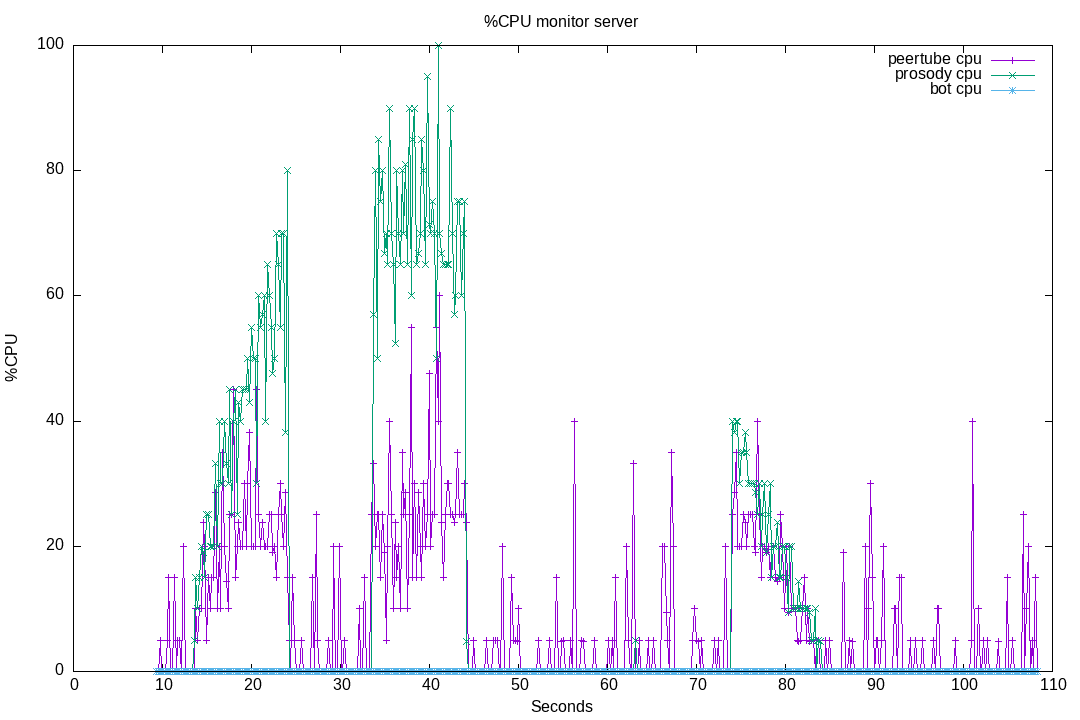 %CPU monitor server
100
80
60
40
20
0
%CPU
peertube cpu
prosody cpu
bot cpu
0 10 20 30 40 50 60 70 80 90 100 110
Seconds